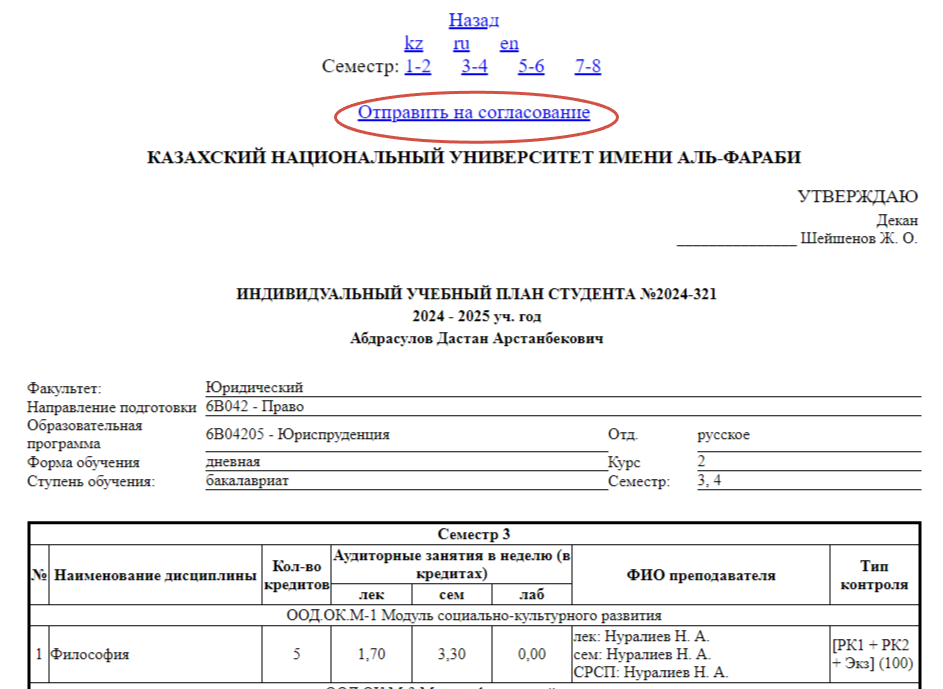 Назад
kz ru en
Семестр: 1-2 3-4 5-6 7-8
Отправить на согласование
КАЗАХСКИЙ НАЦИОНАЛЬНЫЙ УНИВЕРСИТЕТ ИМЕНИ АЛЬ-ФАРАБИ
УТВЕРЖДАЮ
Декан
_______________ Шейшенов Ж. О.
ИНДИВИДУАЛЬНЫЙ УЧЕБНЫЙ ПЛАН СТУДЕНТА №2024-321
2024 - 2025 уч. год
Абдрасулов Дастан Арстанбекович
Факультет: Юридический
Направление подготовки 6B042 - Право
Образовательная
программа 6B04205 - Юриспруденция Отд. русское
Форма обучения дневная Курс 2
Ступень обучения: бакалавриат Семестр: 3, 4
Семестр 3
№ Наименование дисциплины
Кол-во
кредитов
Аудиторные занятия в неделю (в
кредитах)
лек сем лаб
ФИО преподавателя
Тип
контроля
ООД.ОК.М-1 Модуль социально-культурного развития
1 Философия 5 1,70 3,30 0,00
лек: Нуралиев Н. А.
сем: Нуралиев Н. А.
СРСП: Нуралиев Н. А.
[РК1 + РК2
+ Экз] (100)